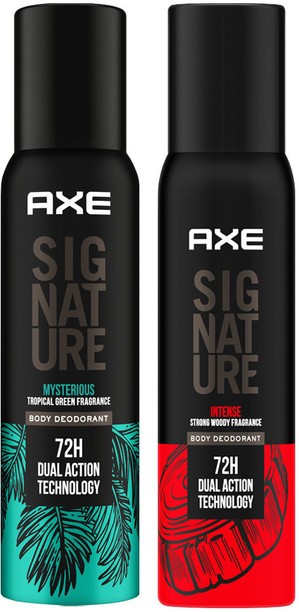 AXE
SIG
NAT
URE
MYSTERIOUS
TROPICAL GREEN FRAGRANCE
BODY DEODORANT
72H
DUAL ACTION
TECHNOLOGY
AXE
SIG
NAT
URE
INTENSE
STRONG WOODY FRAGRANCE
BODY DEODORANT
72H
DUAL ACTION
TECHNOLOGY